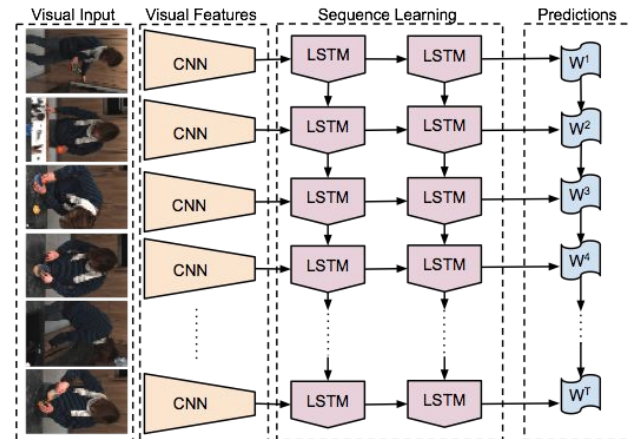 Visual Input Visual Features Sequence Learning Predictions
CNN LSTM LSTM W¹
CNN LSTM LSTM W²
CNN LSTM LSTM W³
CNN LSTM LSTM W⁴
CNN LSTM LSTM Wᵀ